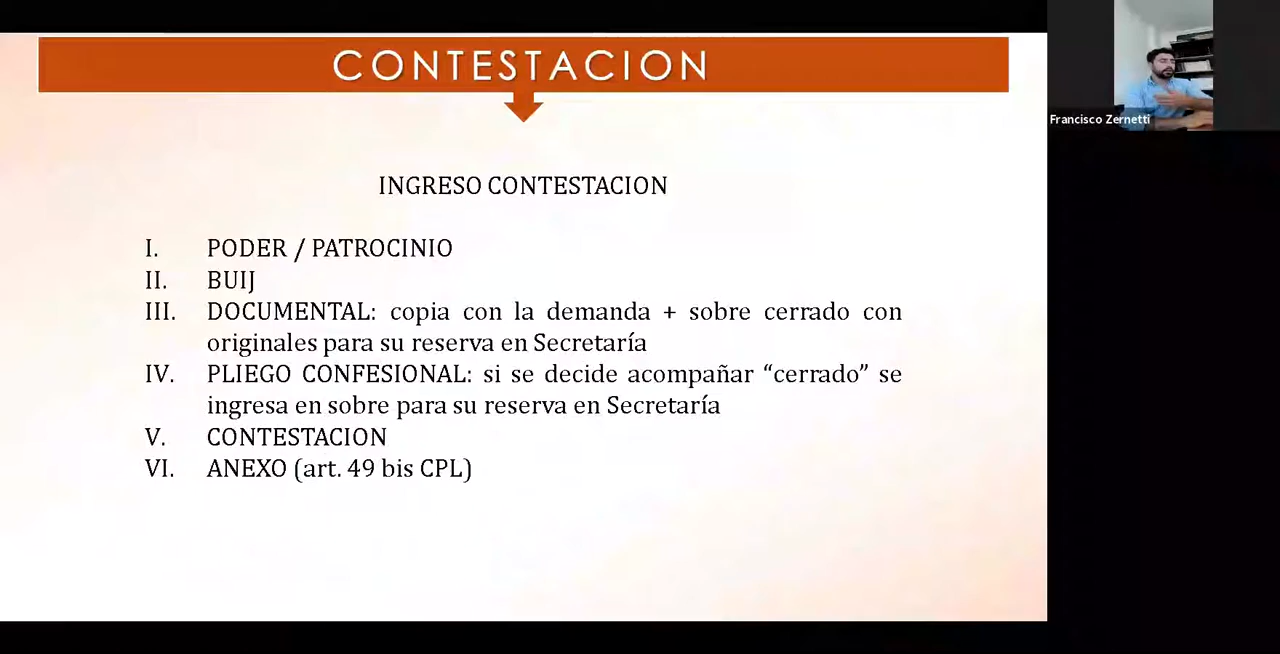 CONTESTACION
INGRESO CONTESTACION
I. PODER / PATROCINIO
II. BUIJ
III. DOCUMENTAL: copia con la demanda + sobre cerrado con
originales para su reserva en Secretaría
IV. PLIEGO CONFESIONAL: si se decide acompañar “cerrado” se
ingresa en sobre para su reserva en Secretaría
V. CONTESTACION
VI. ANEXO (art. 49 bis CPL)
Francisco Zernetti